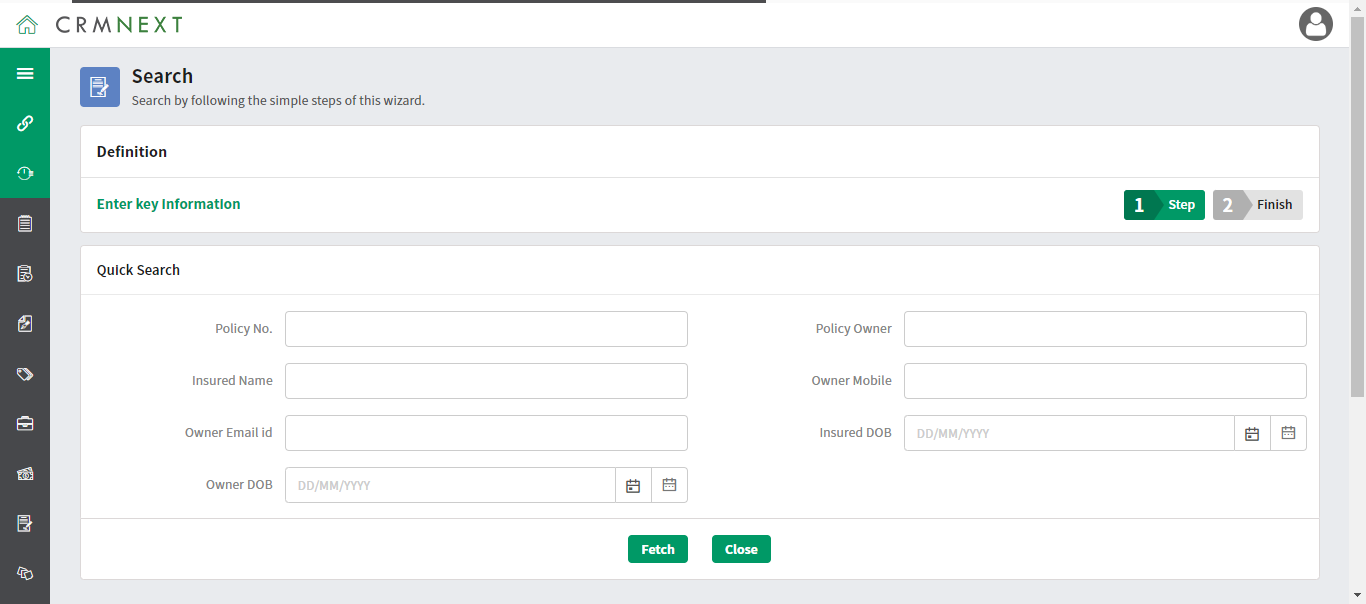 CRMNEXT
Search
Search by following the simple steps of this wizard.
Definition
Enter key Information
1 Step 2 Finish
Quick Search
Policy No. Policy Owner
Insured Name Owner Mobile
Owner Email id Insured DOB DD/MM/YYYY
Owner DOB DD/MM/YYYY
Fetch Close